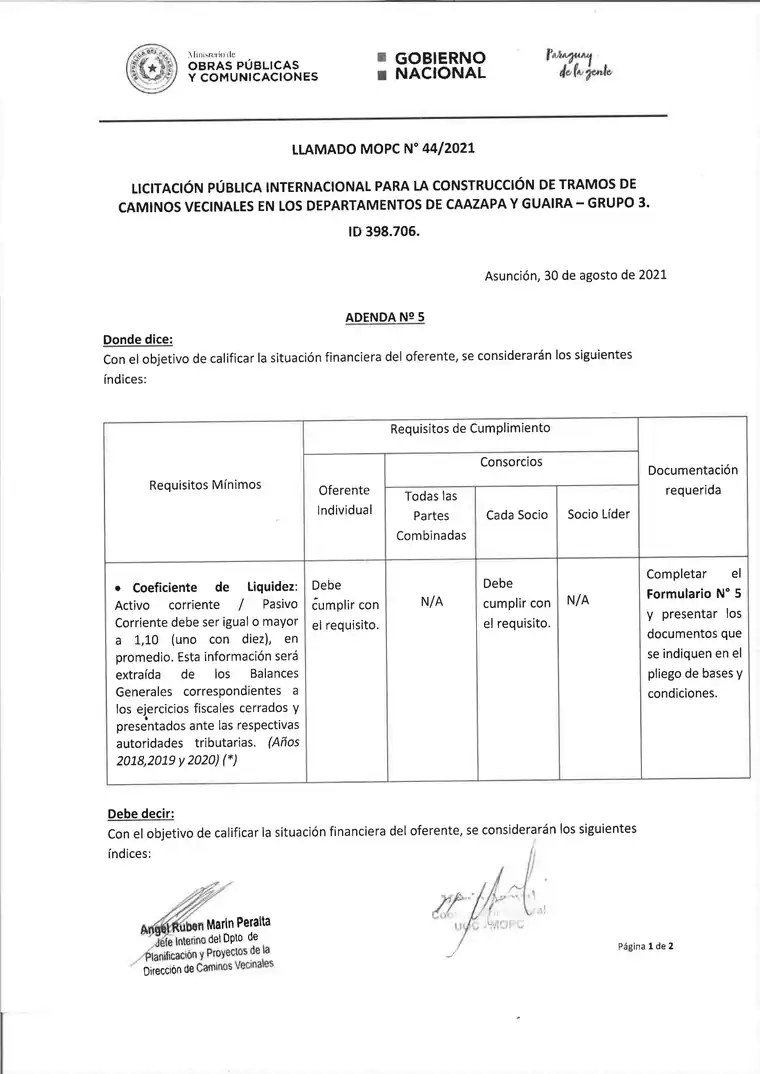 Ministerio de
OBRAS PÚBLICAS
Y COMUNICACIONES
GOBIERNO
NACIONAL
Paraguay
de la gente
LLAMADO MOPC N° 44/2021
LICITACIÓN PÚBLICA INTERNACIONAL PARA LA CONSTRUCCIÓN DE TRAMOS DE
CAMINOS VECINALES EN LOS DEPARTAMENTOS DE CAAZAPA Y GUAIRA – GRUPO 3.
ID 398.706.
Asunción, 30 de agosto de 2021
ADENDA Nº 5
Donde dice:
Con el objetivo de calificar la situación financiera del oferente, se considerarán los siguientes
índices:
Requisitos Mínimos
Requisitos de Cumplimiento
Oferente
Individual
Consorcios
Todas las
Partes
Combinadas
Cada Socio
Socio Líder
Documentación
requerida
• Coeficiente de Liquidez:
Activo corriente / Pasivo
Corriente debe ser igual o mayor
a 1,10 (uno con diez), en
promedio. Esta información será
extraída de los Balances
Generales correspondientes a
los ejercicios fiscales cerrados y
presentados ante las respectivas
autoridades tributarias. (Años
2018,2019 y 2020) (*)
Debe
cumplir con
el requisito.
N/A
Debe
cumplir con
el requisito.
N/A
Completar el
Formulario N° 5
y presentar los
documentos que
se indiquen en el
pliego de bases y
condiciones.
Debe decir:
Con el objetivo de calificar la situación financiera del oferente, se considerarán los siguientes
índices:
Angel Ruben Marin Peralta
Jefe Interino del Dpto de
Planificación y Proyectos de la
Dirección de Caminos Vecinales
UOC - MOPC
Página 1 de 2